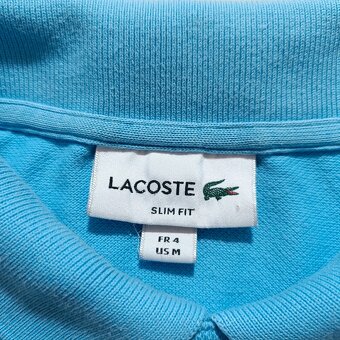 LACOSTE
SLIM FIT
FR 4
US M